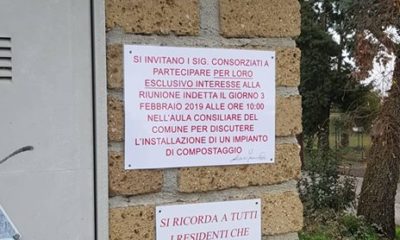 SI INVITANO I SIG. CONSORZIATI A
PARTECIPARE PER LORO
ESCLUSIVO INTERESSE ALLA
RIUNIONE INDETTA IL GIORNO 3
FEBBRAIO 2019 ALLE ORE 10:00
NELL'AULA CONSILIARE DEL
COMUNE PER DISCUTERE
L'INSTALLAZIONE DI UN IMPIANTO
DI COMPOSTAGGIO
SI RICORDA A TUTTI
I RESIDENTI CHE